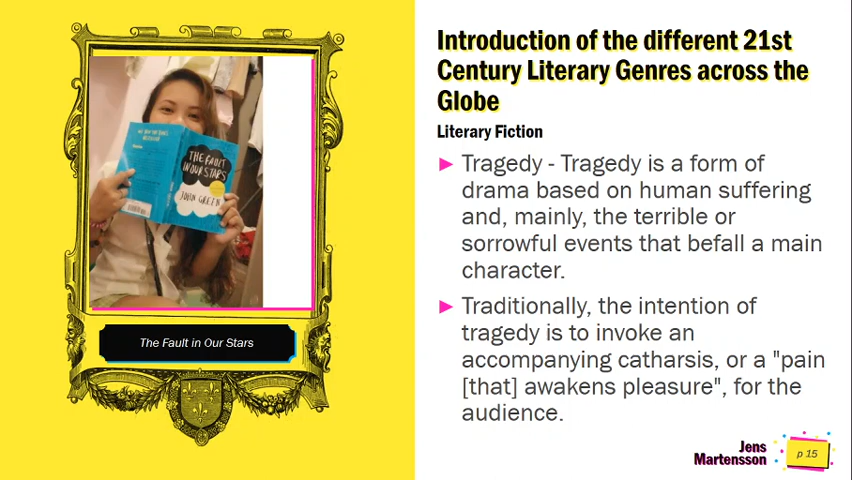 THE FAULT
IN OUR STARS
JOHN GREEN
The Fault in Our Stars
Introduction of the different 21st
Century Literary Genres across the
Globe
Literary Fiction
► Tragedy - Tragedy is a form of
drama based on human suffering
and, mainly, the terrible or
sorrowful events that befall a main
character.
► Traditionally, the intention of
tragedy is to invoke an
accompanying catharsis, or a "pain
[that] awakens pleasure", for the
audience.
Jens
Martensson
p 15